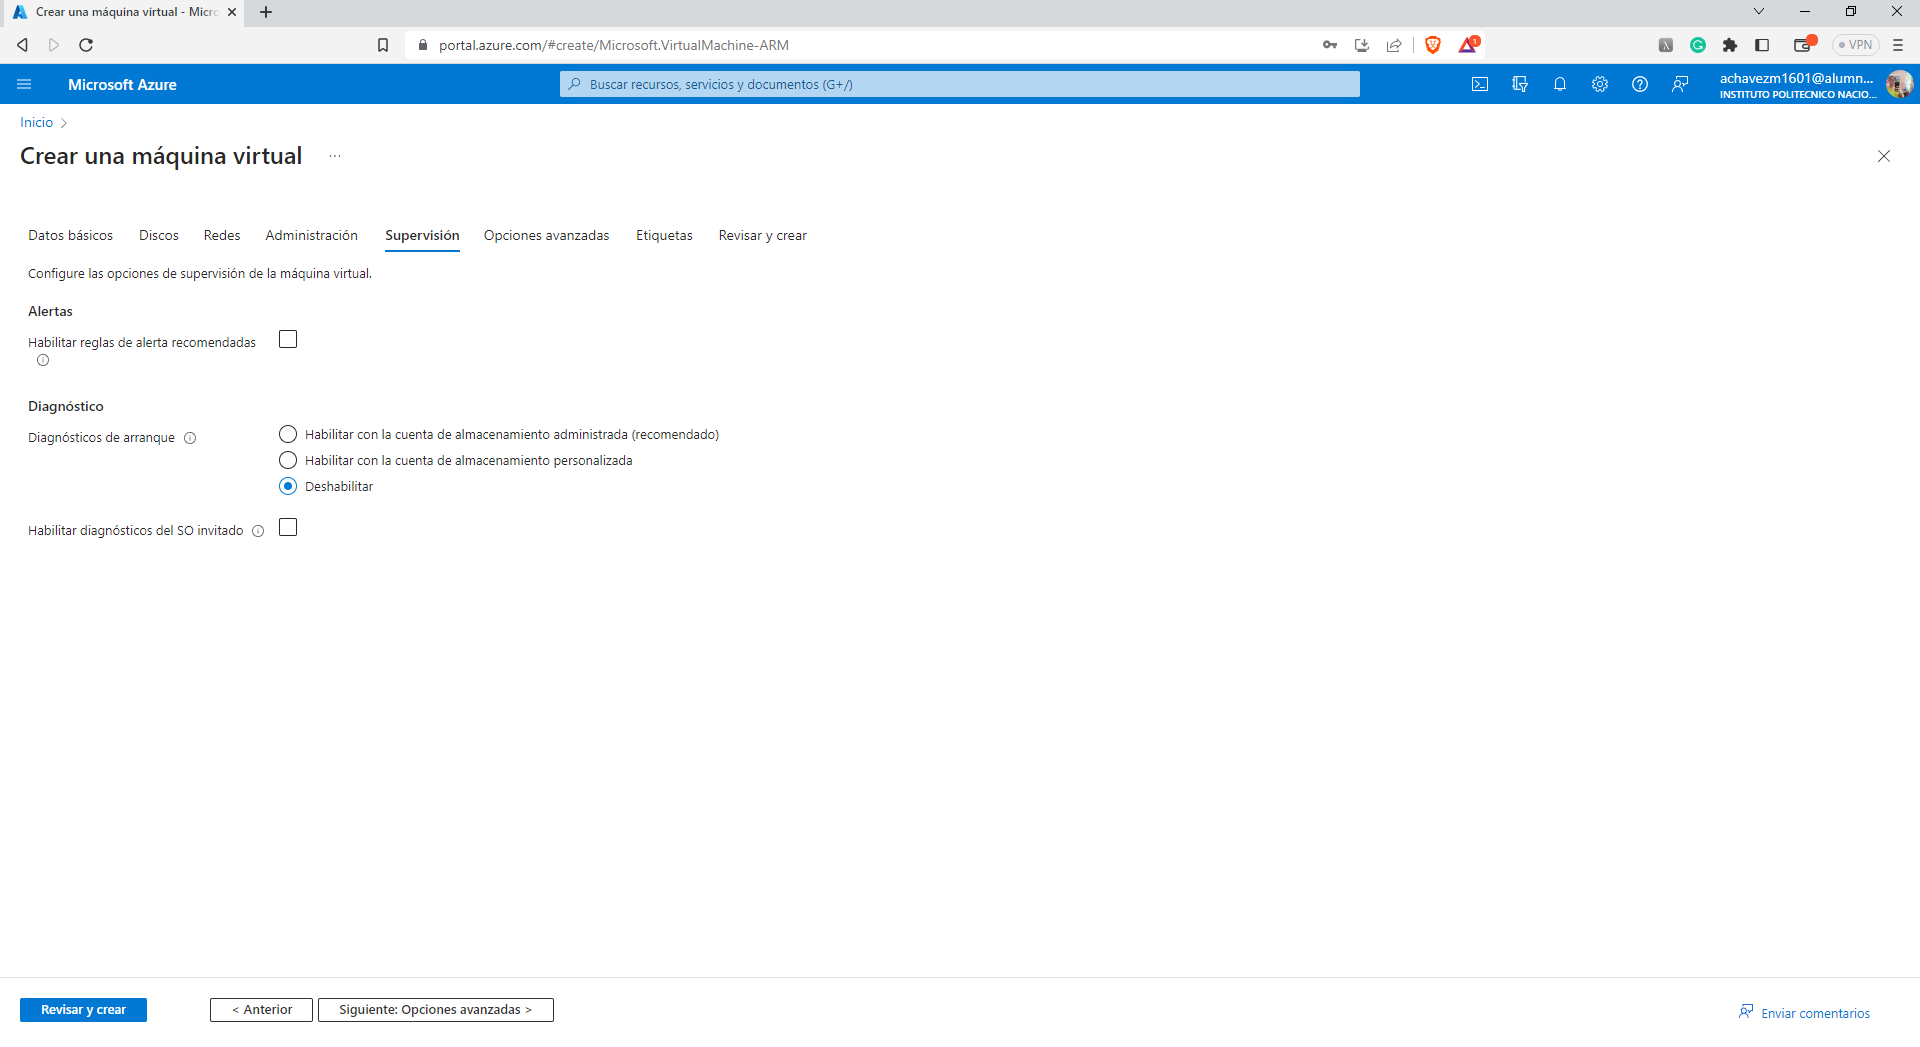 Crear una máquina virtual - Micro
portal.azure.com/#create/Microsoft.VirtualMachine-ARM
1
VPN
Microsoft Azure
Buscar recursos, servicios y documentos (G+/)
achavezm1601@alumn...
INSTITUTO POLITECNICO NACIO...
Inicio >
Crear una máquina virtual ...
Datos básicos Discos Redes Administración Supervisión Opciones avanzadas Etiquetas Revisar y crear
Configure las opciones de supervisión de la máquina virtual.
Alertas
Habilitar reglas de alerta recomendadas
Diagnóstico
Diagnósticos de arranque
Habilitar con la cuenta de almacenamiento administrada (recomendado)
Habilitar con la cuenta de almacenamiento personalizada
Deshabilitar
Habilitar diagnósticos del SO invitado
Revisar y crear
< Anterior
Siguiente: Opciones avanzadas >
Enviar comentarios